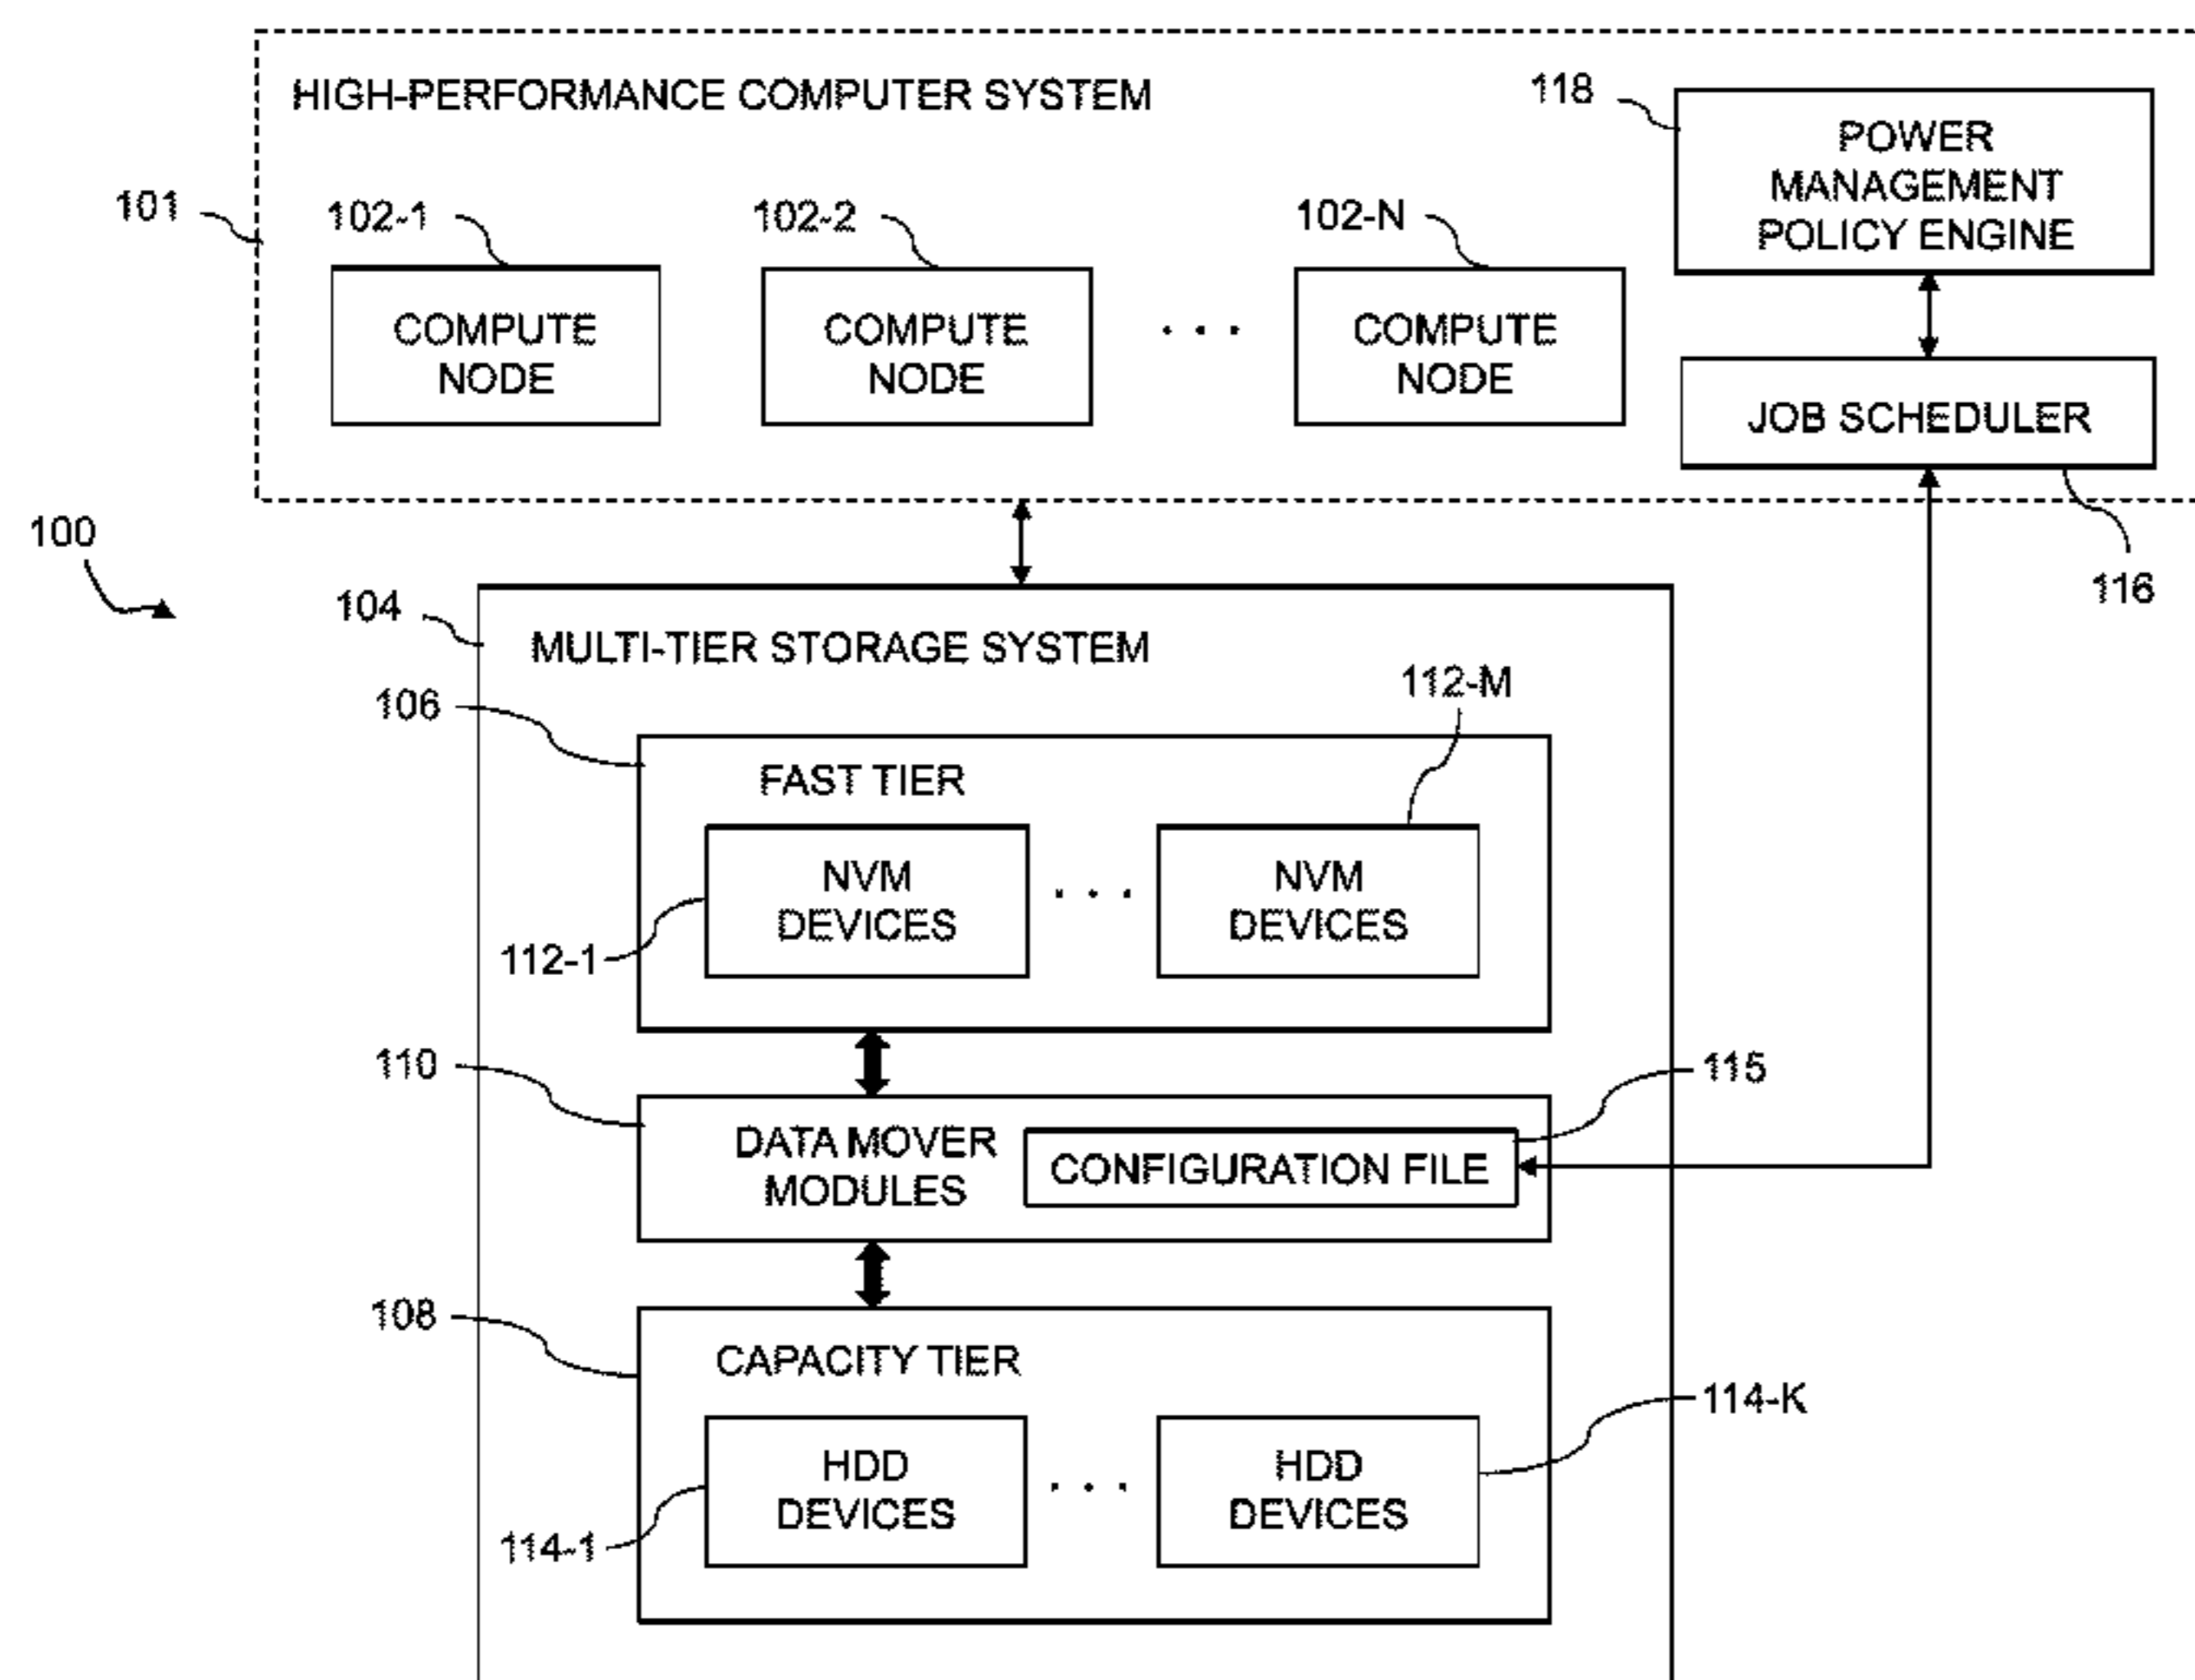 HIGH-PERFORMANCE COMPUTER SYSTEM
118
POWER
MANAGEMENT
POLICY ENGINE
101
102-1
102-2
102-N
COMPUTE
NODE
COMPUTE
NODE
. . .
COMPUTE
NODE
JOB SCHEDULER
116
100
104
MULTI-TIER STORAGE SYSTEM
106
112-M
FAST TIER
NVM
DEVICES
. . .
NVM
DEVICES
112-1
110
115
DATA MOVER
MODULES
CONFIGURATION FILE
108
CAPACITY TIER
114-K
HDD
DEVICES
. . .
HDD
DEVICES
114-1